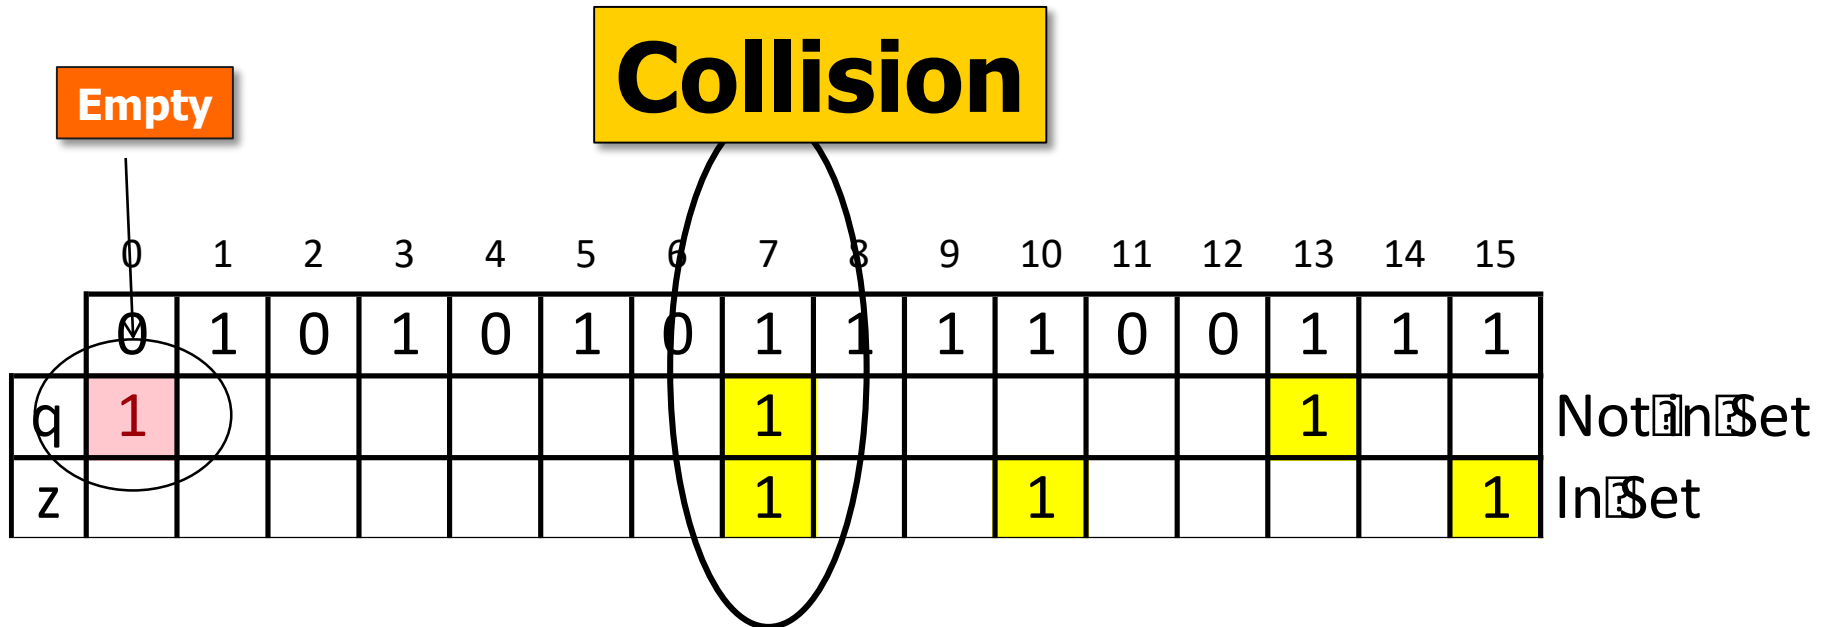 Collision
Empty
0 1 2 3 4 5 6 7 8 9 10 11 12 13 14 15
0 1 0 1 0 1 0 1 1 1 1 0 0 1 1 1
q 1 1 1 Not in Set
z 1 1 1 In Set